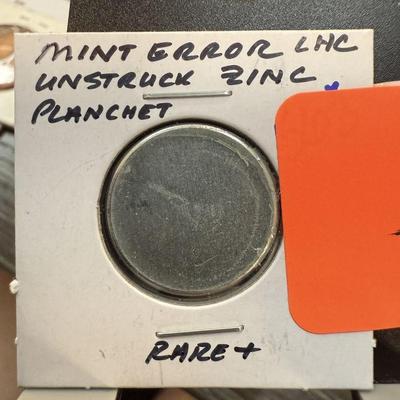 MINT ERROR LHC
UNSTRUCK ZINC
PLANCHET
RARE+